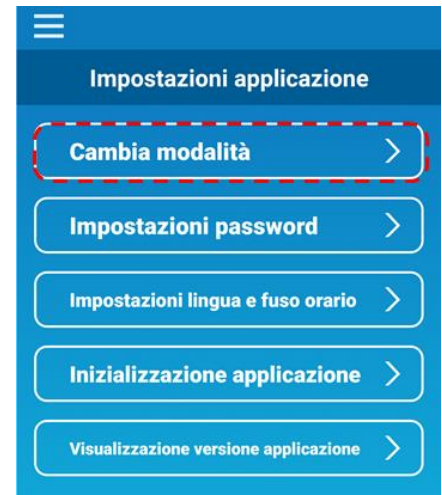 Impostazioni applicazione
Cambia modalità
Impostazioni password
Impostazioni lingua e fuso orario
Inizializzazione applicazione
Visualizzazione versione applicazione